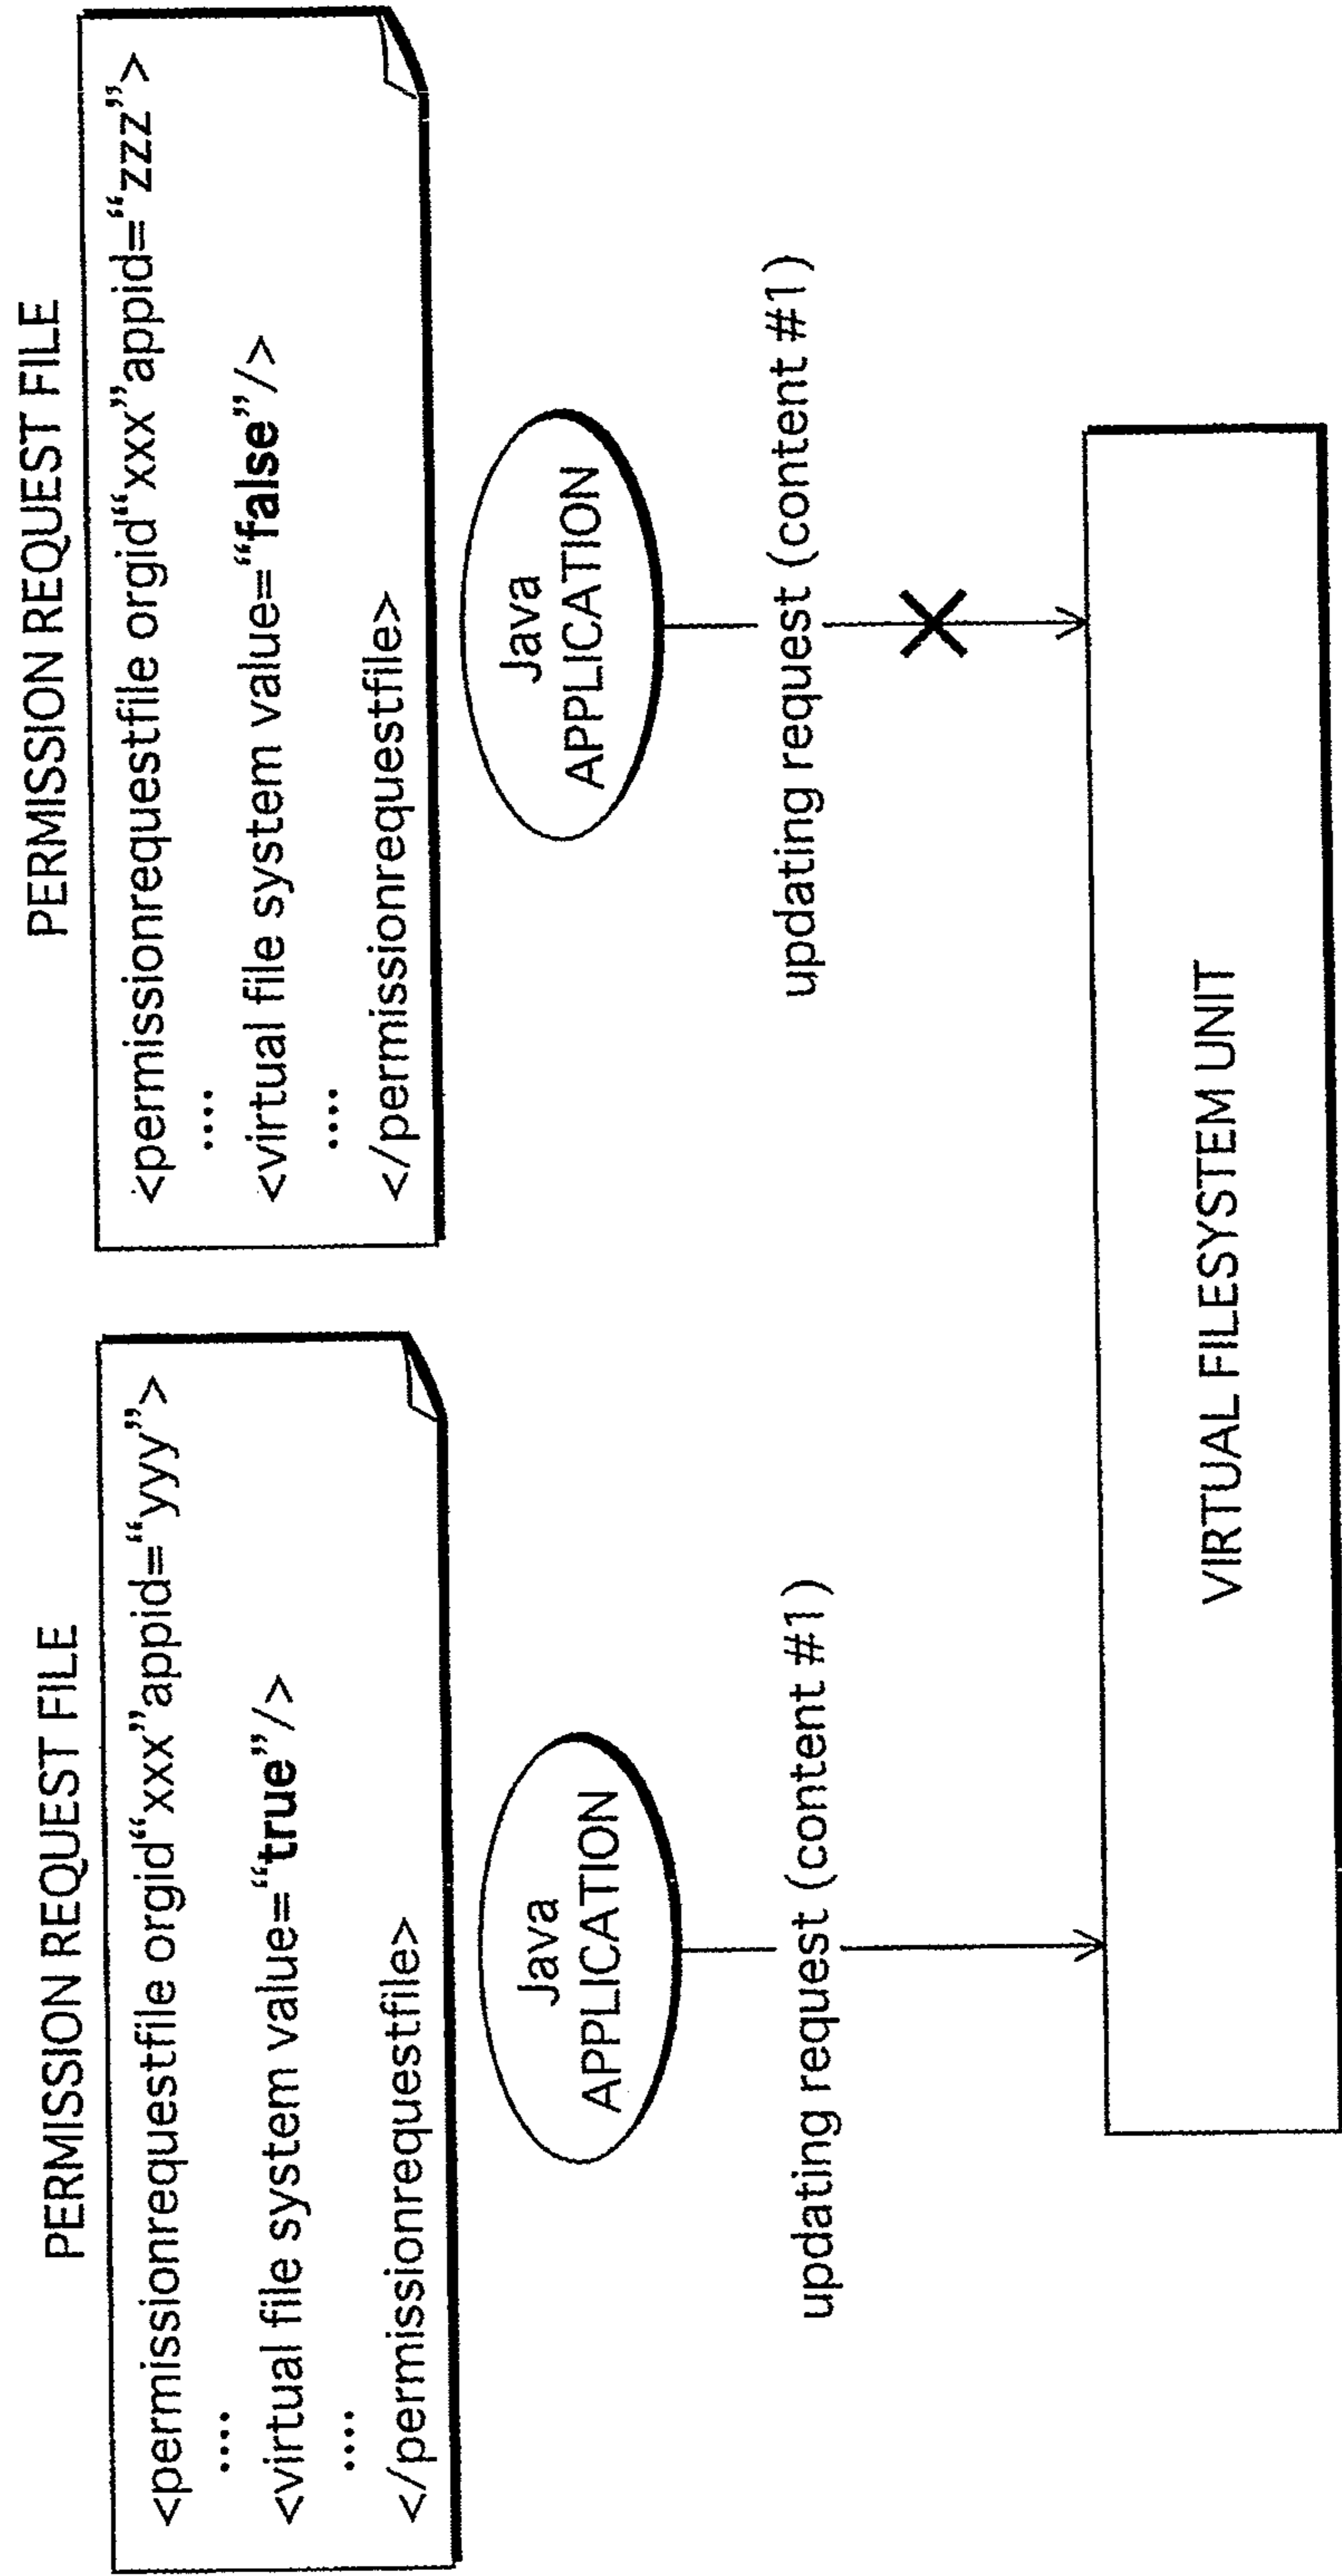 PERMISSION REQUEST FILE
<permissionrequestfile orgid“xxx”appid=“yyy”>
....
<virtual file system value=“true”/>
....
</permissionrequestfile>
Java
APPLICATION
updating request (content #1)
PERMISSION REQUEST FILE
<permissionrequestfile orgid“xxx”appid=“zzz”>
....
<virtual file system value=“false”/>
....
</permissionrequestfile>
Java
APPLICATION
updating request (content #1)
VIRTUAL FILESYSTEM UNIT